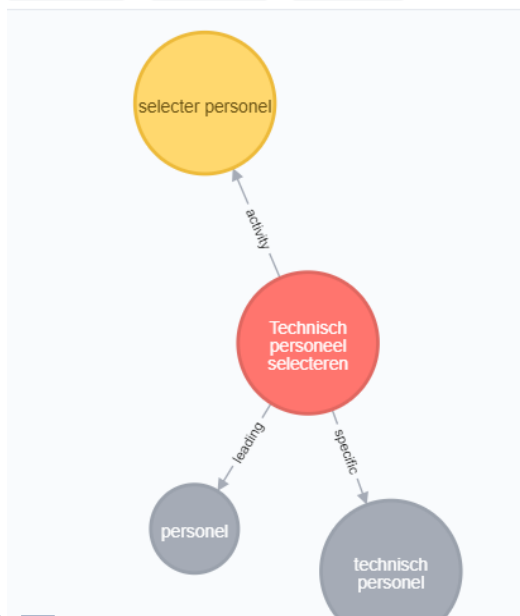 selecter personel
activity
Technisch
personeel
selecteren
leading
specific
personel
technisch
personel